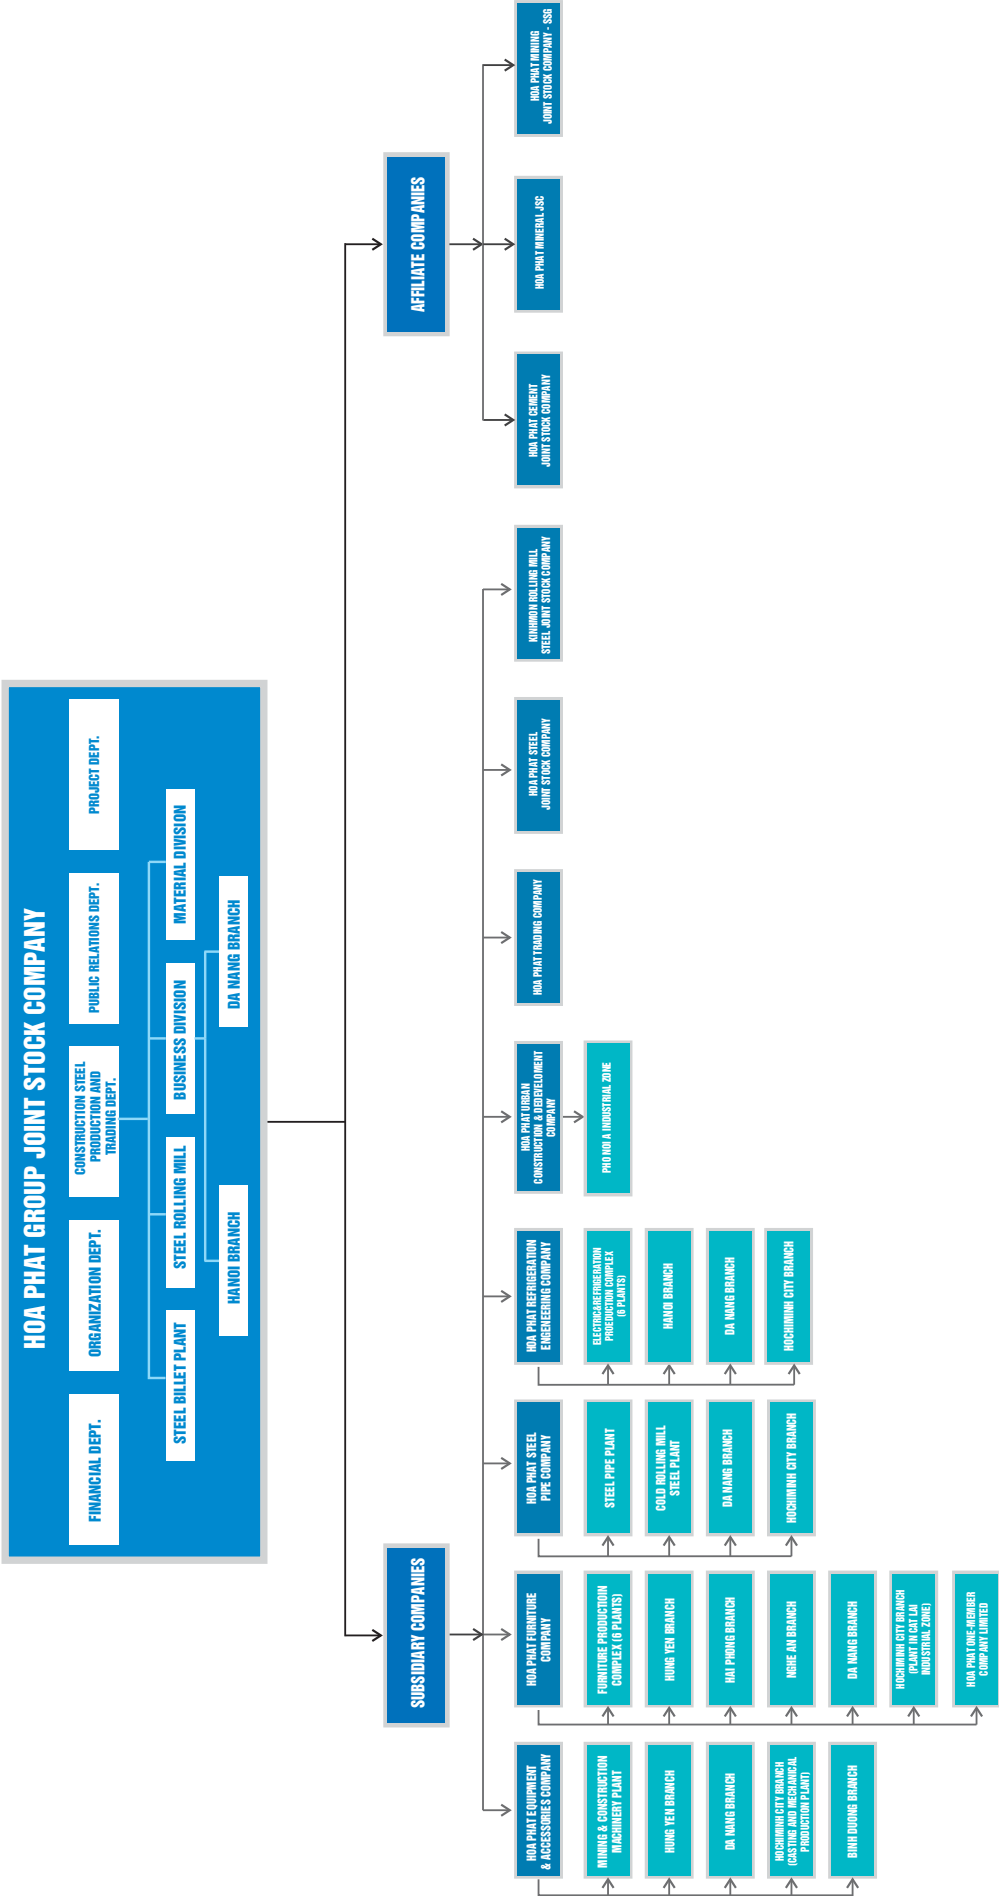 HOA PHAT GROUP JOINT STOCK COMPANY
FINANCIAL DEPT.
ORGANIZATION DEPT.
CONSTRUCTION STEEL
PRODUCTION AND
TRADING DEPT.
PUBLIC RELATIONS DEPT.
PROJECT DEPT.
STEEL BILLET PLANT
STEEL ROLLING MILL
BUSINESS DIVISION
MATERIAL DIVISION
HANOI BRANCH
DA NANG BRANCH
SUBSIDIARY COMPANIES
AFFILIATE COMPANIES
HOA PHAT EQUIPMENT
& ACCESSORIES COMPANY
MINING & CONSTRUCTION
MACHINERY PLANT
HUNG YEN BRANCH
DA NANG BRANCH
HOCHIMINH CITY BRANCH
(CASTING AND MECHANICAL
PRODUCTION PLANT)
BINH DUONG BRANCH
HOA PHAT FURNITURE
COMPANY
FURNITURE PRODUCTIOIN
COMPLEX (6 PLANTS)
HUNG YEN BRANCH
HAI PHONG BRANCH
NGHE AN BRANCH
DA NANG BRANCH
HOCHIMINH CITY BRANCH
(PLANT IN CAT LAI
INDUSTRIAL ZONE)
HOA PHAT ONE-MEMBER
COMPANY LIMITED
HOA PHAT STEEL
PIPE COMPANY
STEEL PIPE PLANT
COLD ROLLING MILL
STEEL PLANT
DA NANG BRANCH
HOCHIMINH CITY BRANCH
HOA PHAT REFRIGERATION
ENGENEERING COMPANY
ELECTRIC&REFRIGERATION
PROEDUCTION COMPLEX
(6 PLANTS)
HANOI BRANCH
DA NANG BRANCH
HOCHIMINH CITY BRANCH
HOA PHAT URBAN
CONSTRUCTION & DEDEVELOMENT
COMPANY
PHO NOI A INDUSTRIAL ZONE
HOA PHAT TRADING COMPANY
HOA PHAT STEEL
JOINT STOCK COMPANY
KINHMON ROLLING MILL
STEEL JOINT STOCK COMPANY
HOA PHAT CEMENT
JOINT STOCK COMPANY
HOA PHAT MINERAL JSC
HOA PHAT MINING
JOINT STOCK COMPANY - SSG